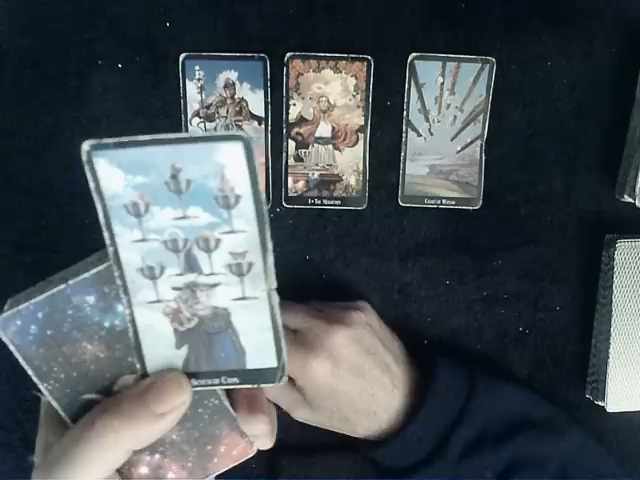 I • The Magician
Eight of Wands
Seven of Cups